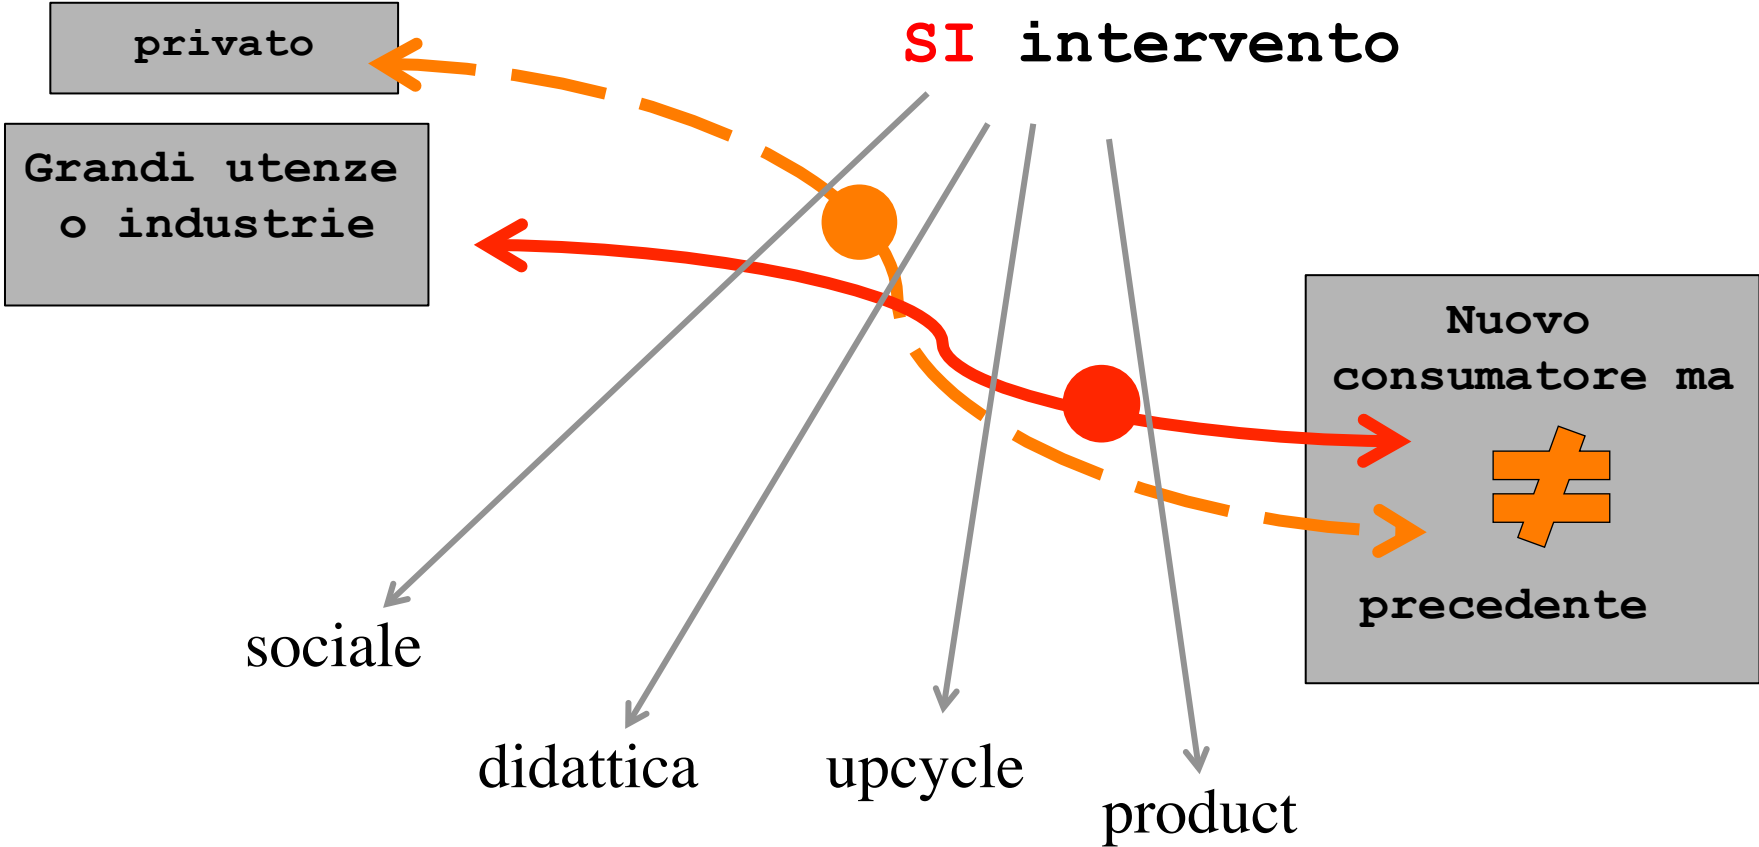 privato
SI intervento
Grandi utenze
o industrie
Nuovo
consumatore ma
≠
precedente
sociale
didattica
upcycle
product